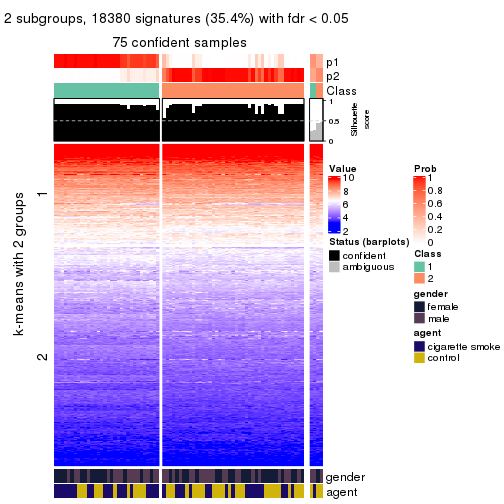 2 subgroups, 18380 signatures (35.4%) with fdr < 0.05
75 confident samples
p1
p2
Class
1
0.5
0
Silhouette
score
k-means with 2 groups
1
2
gender
agent
Value
10
8
6
4
2
Status (barplots)
confident
ambiguous
Prob
1
0.8
0.6
0.4
0.2
0
Class
1
2
gender
female
male
agent
cigarette smoke
control